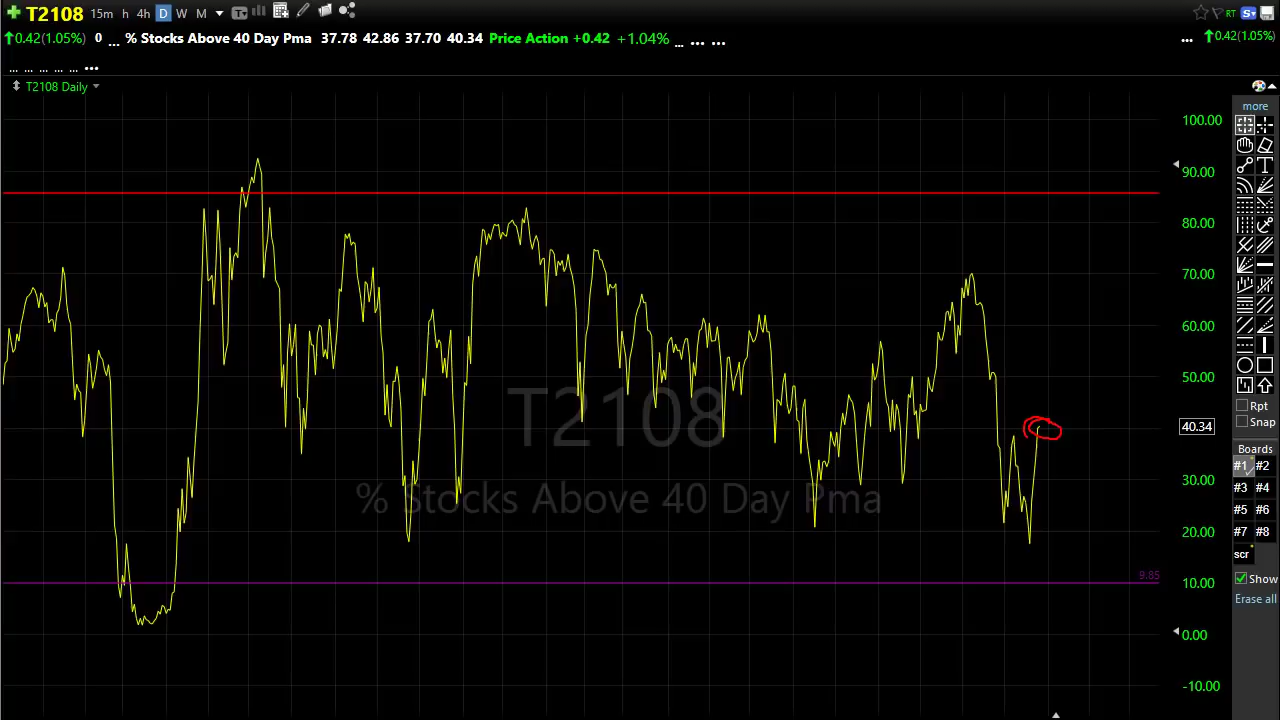 T2108 15m h 4h D W M RT S
0.42(1.05%) 0 ... % Stocks Above 40 Day Pma 37.78 42.86 37.70 40.34 Price Action +0.42 +1.04% ... ... ... ... 0.42(1.05%)
... ... ... ... ... ...
T2108 Daily
more
100.00
90.00
80.00
70.00
60.00
50.00
40.34
30.00
20.00
10.00
0.00
-10.00
9.85
T2108
% Stocks Above 40 Day Pma
T
Rpt
Snap
Boards
#1 #2
#3 #4
#5 #6
#7 #8
scr
Show
Erase all